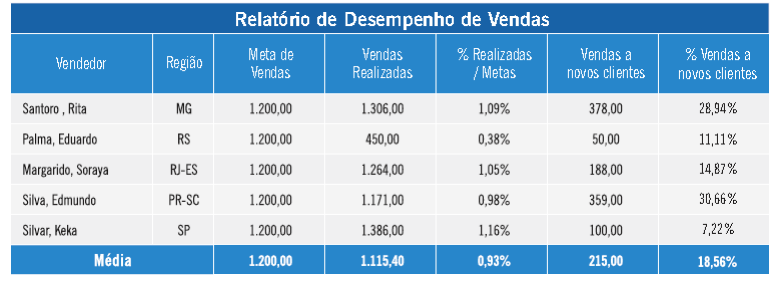 Relatório de Desempenho de Vendas
Vendedor Região Meta de Vendas Vendas Realizadas % Realizadas / Metas Vendas a novos clientes % Vendas a novos clientes
Santoro , Rita MG 1.200,00 1.306,00 1,09% 378,00 28,94%
Palma, Eduardo RS 1.200,00 450,00 0,38% 50,00 11,11%
Margarido, Soraya RJ-ES 1.200,00 1.264,00 1,05% 188,00 14,87%
Silva, Edmundo PR-SC 1.200,00 1.171,00 0,98% 359,00 30,66%
Silvar, Keka SP 1.200,00 1.386,00 1,16% 100,00 7,22%
Média 1.200,00 1.115,40 0,93% 215,00 18,56%